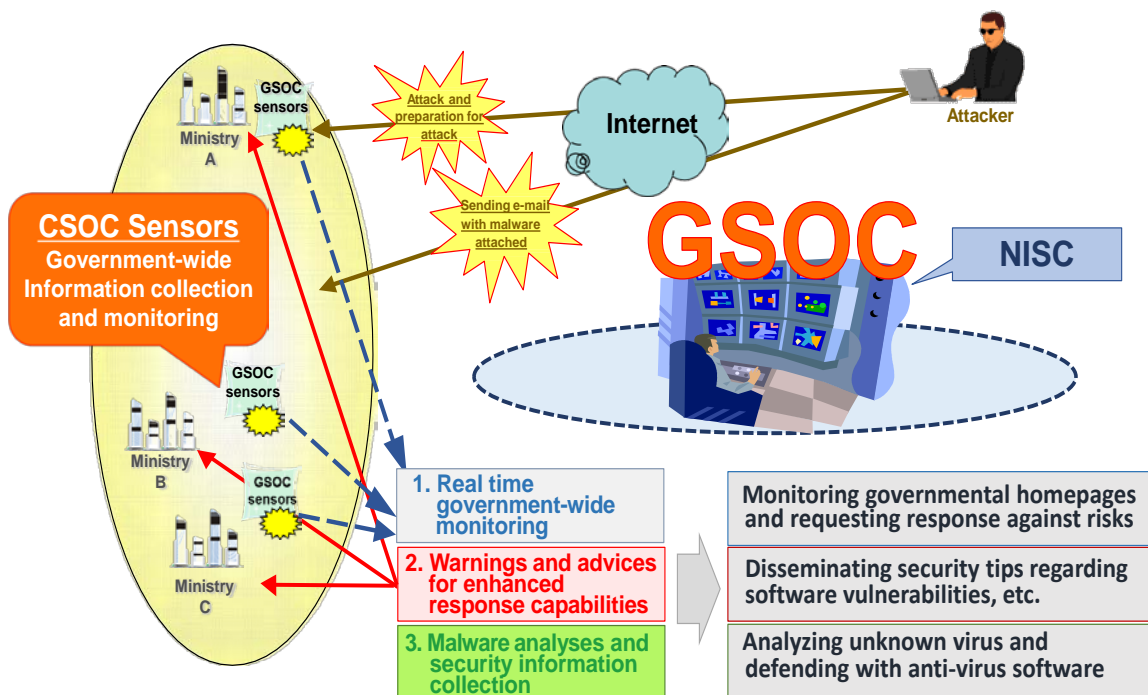 GSOC
sensors
Ministry
A
Attack and
preparation for
attack
Internet
Attacker
Sending e-mail
with malware
attached
CSOC Sensors
Government-wide
Information collection
and monitoring
GSOC
NISC
GSOC
sensors
Ministry
B
GSOC
sensors
Ministry
C
1. Real time
government-wide
monitoring
2. Warnings and advices
for enhanced
response capabilities
3. Malware analyses and
security information
collection
Monitoring governmental homepages
and requesting response against risks
Disseminating security tips regarding
software vulnerabilities, etc.
Analyzing unknown virus and
defending with anti-virus software